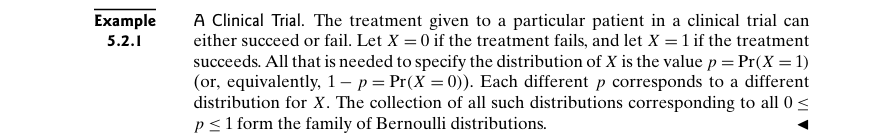 Example A Clinical Trial. The treatment given to a particular patient in a clinical trial can
5.2.1 either succeed or fail. Let X = 0 if the treatment fails, and let X = 1 if the treatment
succeeds. All that is needed to specify the distribution of X is the value p = Pr(X = 1)
(or, equivalently, 1 − p = Pr(X = 0)). Each different p corresponds to a different
distribution for X. The collection of all such distributions corresponding to all 0 ≤
p ≤ 1 form the family of Bernoulli distributions. ◄